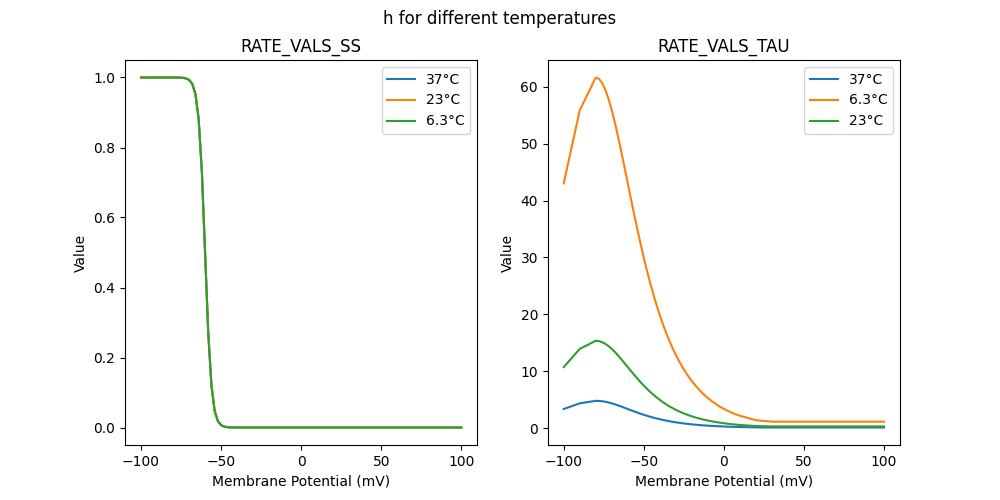 h for different temperatures
RATE_VALS_SS
1.0
0.8
0.6
0.4
0.2
0.0
Value
−100
−50
0
50
100
Membrane Potential (mV)
37°C
23°C
6.3°C
RATE_VALS_TAU
60
50
40
30
20
10
0
Value
−100
−50
0
50
100
Membrane Potential (mV)
37°C
6.3°C
23°C